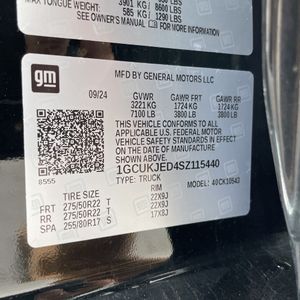 MAX TONGUE WEIGHT: 3901 KG / 8600 LBS
585 KG / 1290 LBS
SEE OWNER'S MANUAL FOR MORE INFORMATION
gm
MFD BY GENERAL MOTORS LLC
09/24
GVWR GAWR FRT GAWR RR
3221 KG 1724 KG 1724 KG
7100 LB 3800 LB 3800 LB
THIS VEHICLE CONFORMS TO ALL
APPLICABLE U.S. FEDERAL MOTOR
VEHICLE SAFETY STANDARDS IN
EFFECT ON THE DATE OF
MANUFACTURE SHOWN ABOVE.
1GCUKJED4SZ115440
8555
TYPE: TRUCK
MODEL: 40CK10543
TIRE SIZE RIM
FRT 275/50R22 T 22X9J
RR 275/50R22 T 22X9J
SPA 255/80R17 S 17X8J